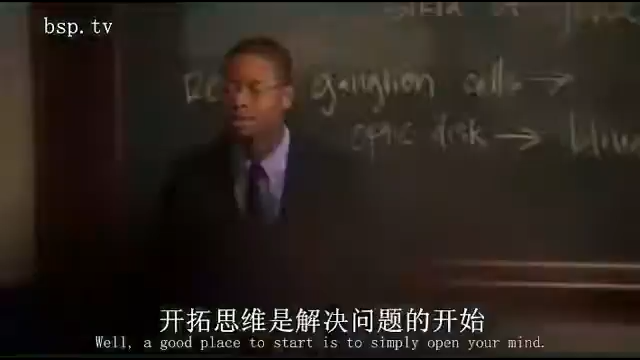 bsp.tv
ganglion cells →
optic disk →
开拓思维是解决问题的开始
Well, a good place to start is to simply open your mind.